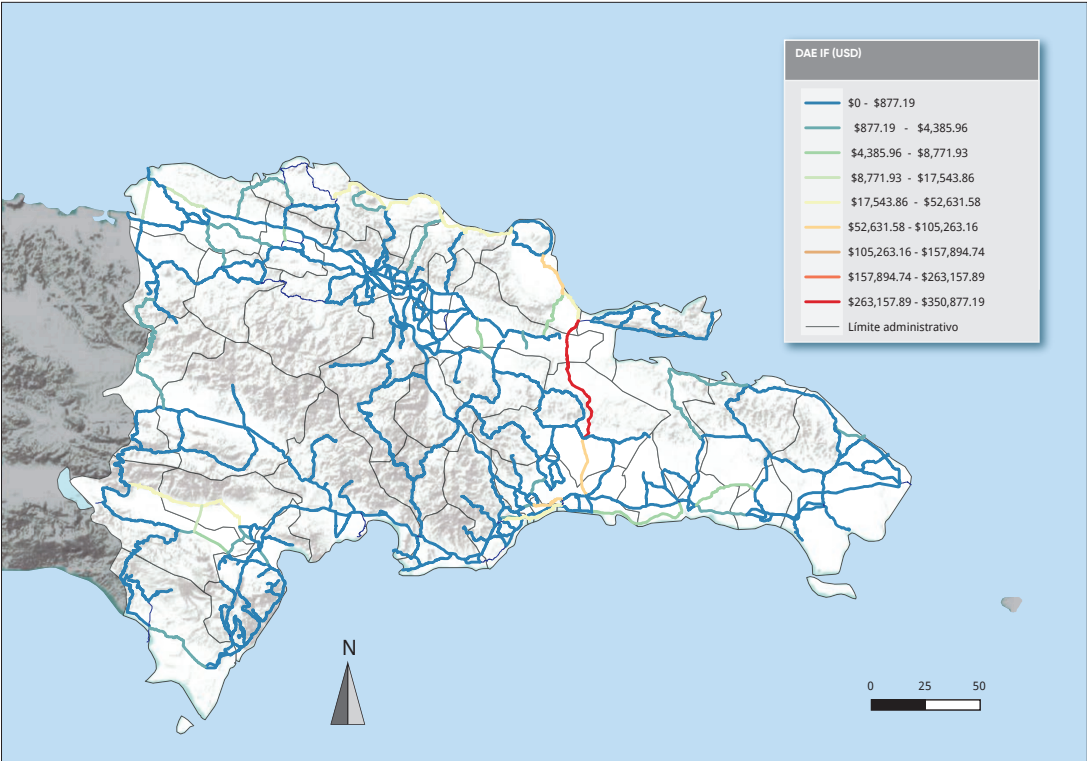 DAE IF (USD)
$0 - $877.19
$877.19 - $4,385.96
$4,385.96 - $8,771.93
$8,771.93 - $17,543.86
$17,543.86 - $52,631.58
$52,631.58 - $105,263.16
$105,263.16 - $157,894.74
$157,894.74 - $263,157.89
$263,157.89 - $350,877.19
Límite administrativo
N
0 25 50